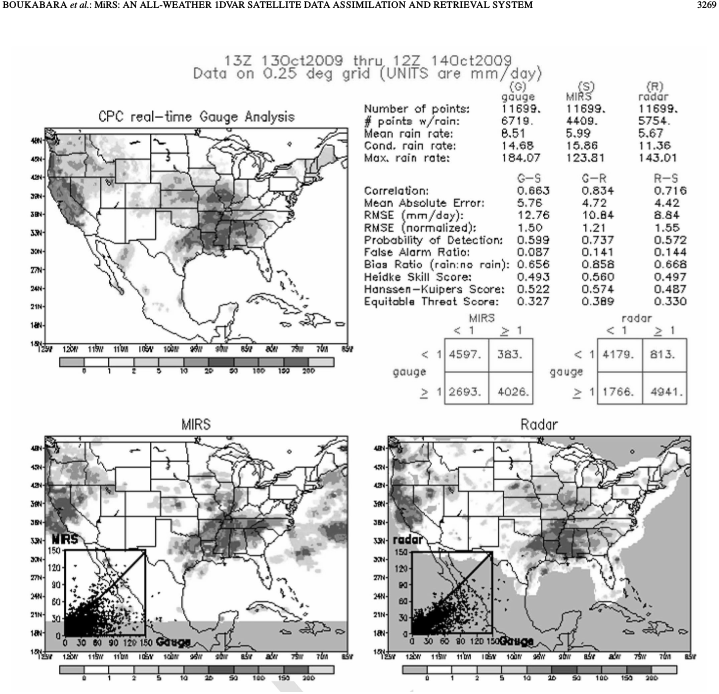 BOUKABARA et al.: MiRS: AN ALL-WEATHER 1DVAR SATELLITE DATA ASSIMILATION AND RETRIEVAL SYSTEM 3269
13Z 13Oct2009 thru 12Z 14Oct2009
Data on 0.25 deg grid (UNITS are mm/day)
(G) (S) (R)
gauge MIRS radar
Number of points: 11699. 11699. 11699.
# points w/rain: 6719. 4409. 5754.
Mean rain rate: 8.51 5.99 5.67
Cond. rain rate: 14.68 15.86 11.36
Max. rain rate: 184.07 123.81 143.01
G-S G-R R-S
Correlation: 0.663 0.834 0.716
Mean Absolute Error: 5.76 4.72 4.42
RMSE (mm/day): 12.76 10.84 8.84
RMSE (normalized): 1.50 1.21 1.55
Probability of Detection: 0.599 0.737 0.572
False Alarm Ratio: 0.087 0.141 0.144
Bias Ratio (rain:no rain): 0.656 0.858 0.668
Heidke Skill Score: 0.493 0.560 0.497
Hanssen-Kuipers Score: 0.522 0.574 0.487
Equitable Threat Score: 0.327 0.389 0.330
MIRS radar
< 1 ≥ 1 < 1 ≥ 1
< 1 4597. 383. < 1 4179. 813.
gauge gauge
≥ 1 2693. 4026. ≥ 1 1766. 4941.
CPC real-time Gauge Analysis
48N
45N
42N
39N
36N
33N
30N
27N
24N
21N
18N
15N
125W 120W 115W 110W 105W 100W 95W 90W 85W 80W 75W 70W 65W
0 1 2 5 10 20 50 100 150 200
MIRS Radar
48N 48N
45N 45N
42N 42N
39N 39N
36N 36N
33N 33N
30N 30N
27N 27N
24N 24N
21N 21N
18N 18N
15N 15N
MIRS radar
150 150
120 120
90 90
60 60
30 30
0 0
0 30 60 90 120 150 Gauge 0 30 60 90 120 150 Gauge
125W 120W 115W 110W 105W 100W 95W 90W 85W 80W 75W 70W 65W 125W 120W 115W 110W 105W 100W 95W 90W 85W 80W 75W 70W 65W
0 1 2 5 10 20 50 100 150 200 0 1 2 5 10 20 50 100 150 200